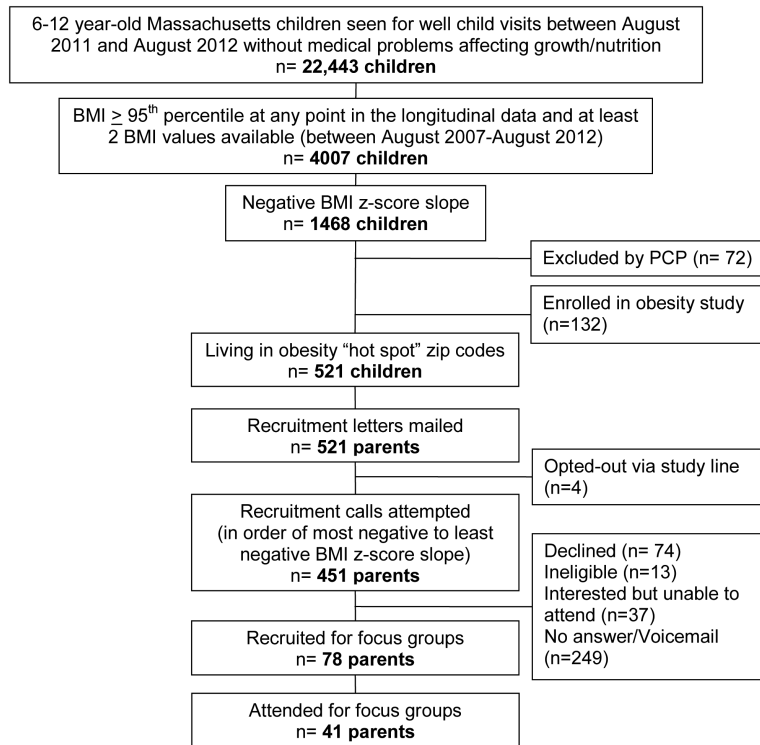 6-12 year-old Massachusetts children seen for well child visits between August
2011 and August 2012 without medical problems affecting growth/nutrition
n= 22,443 children
BMI ≥ 95th percentile at any point in the longitudinal data and at least
2 BMI values available (between August 2007-August 2012)
n= 4007 children
Negative BMI z-score slope
n= 1468 children
Excluded by PCP (n= 72)
Enrolled in obesity study
(n=132)
Living in obesity “hot spot” zip codes
n= 521 children
Recruitment letters mailed
n= 521 parents
Opted-out via study line
(n=4)
Recruitment calls attempted
(in order of most negative to least
negative BMI z-score slope)
n= 451 parents
Declined (n= 74)
Ineligible (n=13)
Interested but unable to
attend (n=37)
No answer/Voicemail
(n=249)
Recruited for focus groups
n= 78 parents
Attended for focus groups
n= 41 parents